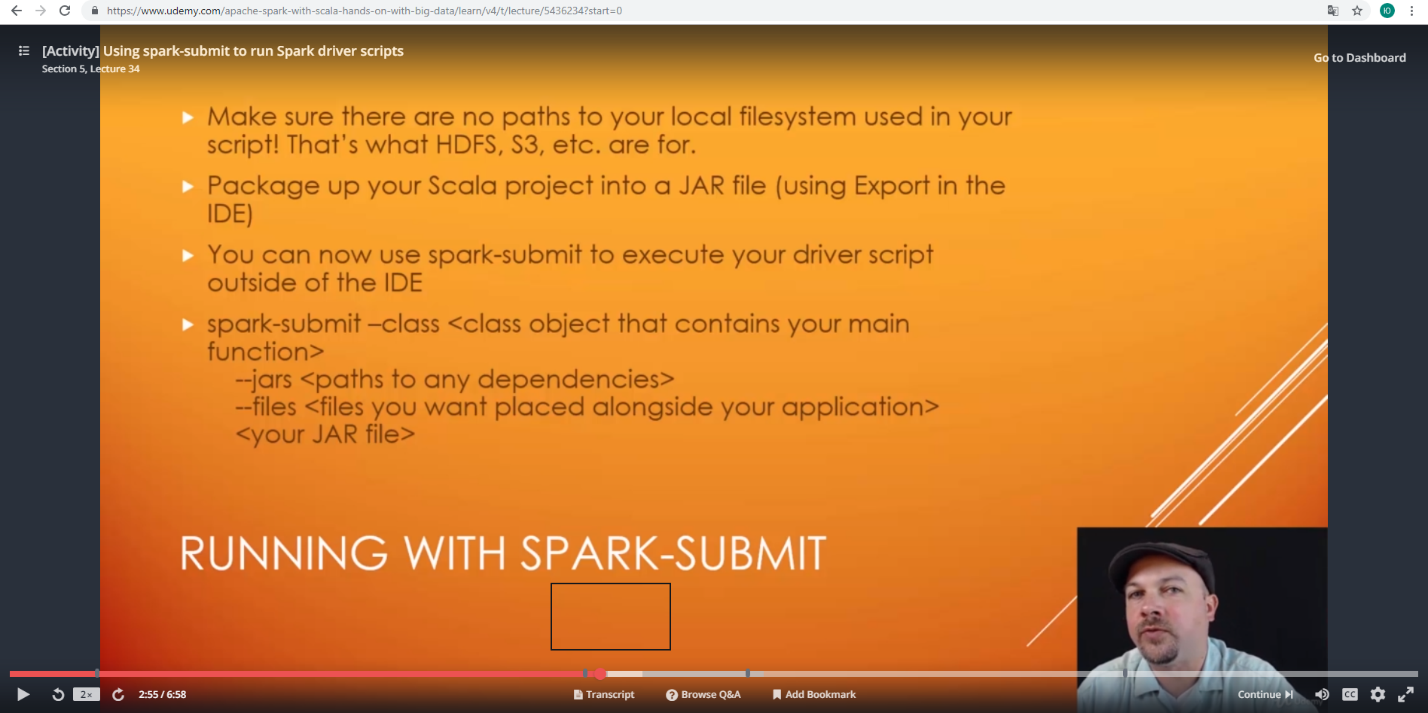 https://www.udemy.com/apache-spark-with-scala-hands-on-with-big-data/learn/v4/t/lecture/5436234?start=0
Ю
[Activity] Using spark-submit to run Spark driver scripts
Section 5, Lecture 34
Go to Dashboard
Make sure there are no paths to your local filesystem used in your
script! That's what HDFS, S3, etc. are for.
Package up your Scala project into a JAR file (using Export in the
IDE)
You can now use spark-submit to execute your driver script
outside of the IDE
spark-submit –class <class object that contains your main
function>
--jars <paths to any dependencies>
--files <files you want placed alongside your application>
<your JAR file>
RUNNING WITH SPARK-SUBMIT
2×
2:55 / 6:58
Transcript
Browse Q&A
Add Bookmark
Continue
CC